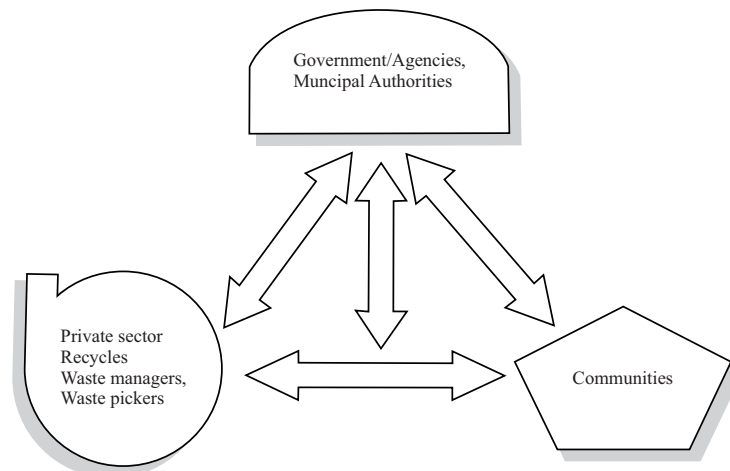 Government/Agencies,
Muncipal Authorities
Private sector
Recycles
Waste managers,
Waste pickers
Communities